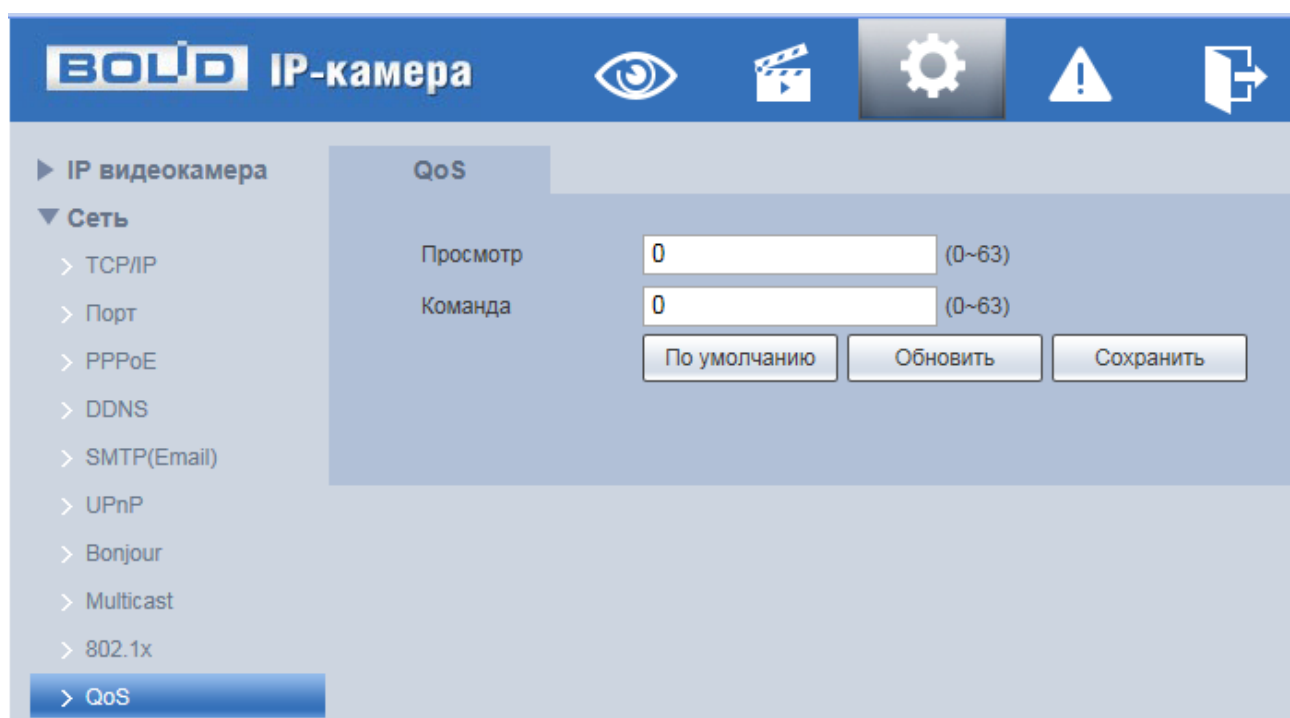 BOLID IP-камера
IP видеокамера
Сеть
TCP/IP
Порт
PPPoE
DDNS
SMTP(Email)
UPnP
Bonjour
Multicast
802.1x
QoS
QoS
Просмотр 0 (0~63)
Команда 0 (0~63)
По умолчанию Обновить Сохранить